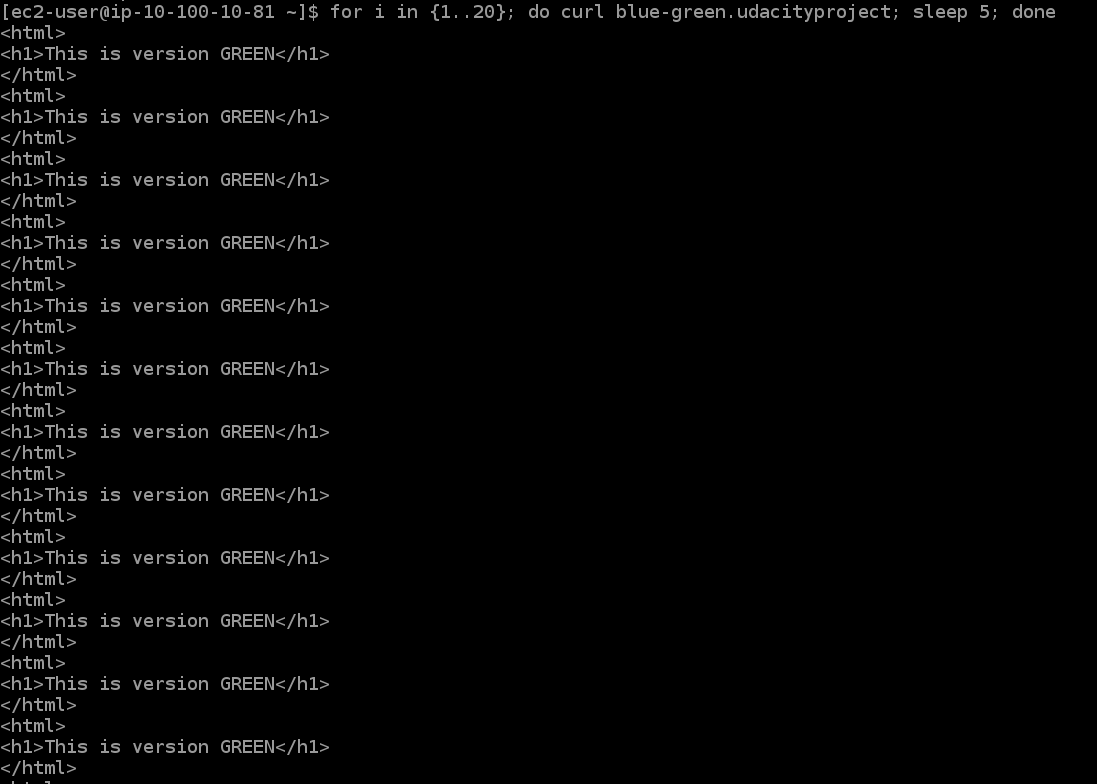 [ec2-user@ip-10-100-10-81 ~]$ for i in {1..20}; do curl blue-green.udacityproject; sleep 5; done
<html>
<h1>This is version GREEN</h1>
</html>
<html>
<h1>This is version GREEN</h1>
</html>
<html>
<h1>This is version GREEN</h1>
</html>
<html>
<h1>This is version GREEN</h1>
</html>
<html>
<h1>This is version GREEN</h1>
</html>
<html>
<h1>This is version GREEN</h1>
</html>
<html>
<h1>This is version GREEN</h1>
</html>
<html>
<h1>This is version GREEN</h1>
</html>
<html>
<h1>This is version GREEN</h1>
</html>
<html>
<h1>This is version GREEN</h1>
</html>
<html>
<h1>This is version GREEN</h1>
</html>
<html>
<h1>This is version GREEN</h1>
</html>